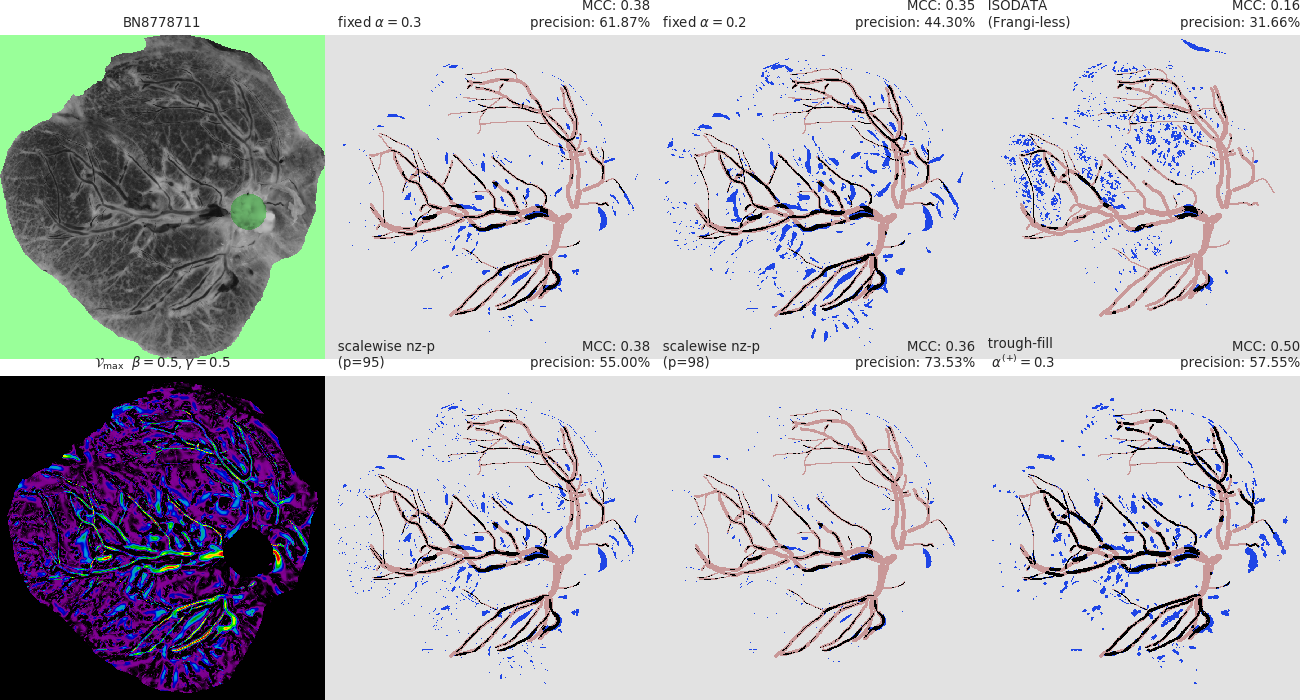 BN8778711
fixed α = 0.3
MCC: 0.38
precision: 61.87%
fixed α = 0.2
MCC: 0.35
precision: 44.30%
ISODATA
(Frangi-less)
MCC: 0.16
precision: 31.66%
𝒱max β = 0.5, γ = 0.5
scalewise nz-p
(p=95)
MCC: 0.38
precision: 55.00%
scalewise nz-p
(p=98)
MCC: 0.36
precision: 73.53%
trough-fill
α(+) = 0.3
MCC: 0.50
precision: 57.55%